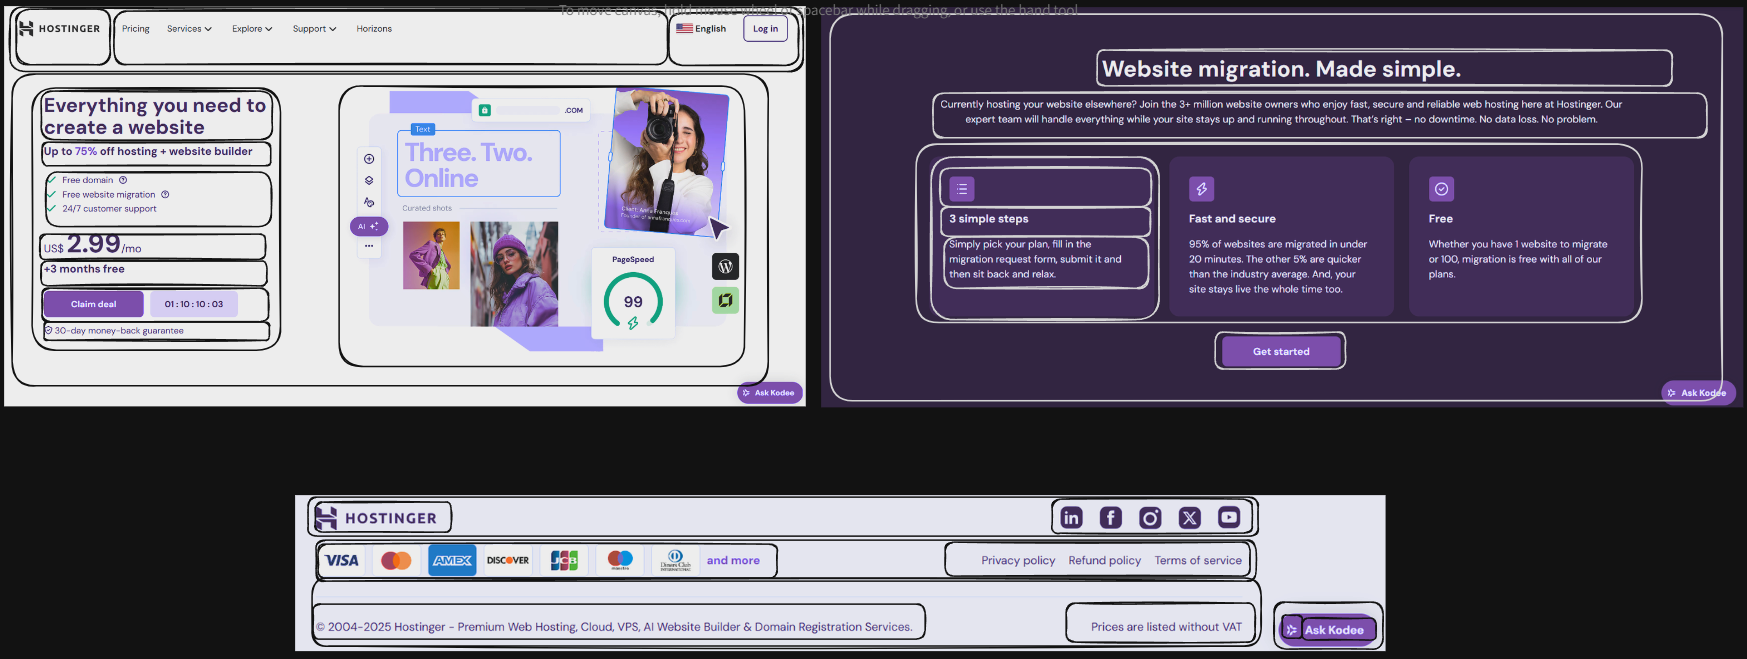 To move canvas, hold mouse wheel or spacebar while dragging, or use the hand tool
HOSTINGER
Pricing Services Explore Support Horizons
English Log in
Everything you need to
create a website
Up to 75% off hosting + website builder
Free domain
Free website migration
24/7 customer support
US$ 2.99/mo
+3 months free
Claim deal 01 : 10 : 10 : 03
30-day money-back guarantee
.COM
Text
Three. Two.
Online
Curated shots
AI
PageSpeed
99
Ask Kodee
Website migration. Made simple.
Currently hosting your website elsewhere? Join the 3+ million website owners who enjoy fast, secure and reliable web hosting here at Hostinger. Our
expert team will handle everything while your site stays up and running throughout. That's right – no downtime. No data loss. No problem.
3 simple steps
Simply pick your plan, fill in the
migration request form, submit it and
then sit back and relax.
Fast and secure
95% of websites are migrated in under
20 minutes. The other 5% are quicker
than the industry average. And, your
site stays live the whole time too.
Free
Whether you have 1 website to migrate
or 100, migration is free with all of our
plans.
Get started
Ask Kodee
HOSTINGER
VISA AMEX DISCOVER JCB maestro Diners Club INTERNATIONAL and more
Privacy policy Refund policy Terms of service
© 2004-2025 Hostinger - Premium Web Hosting, Cloud, VPS, AI Website Builder & Domain Registration Services.
Prices are listed without VAT
Ask Kodee